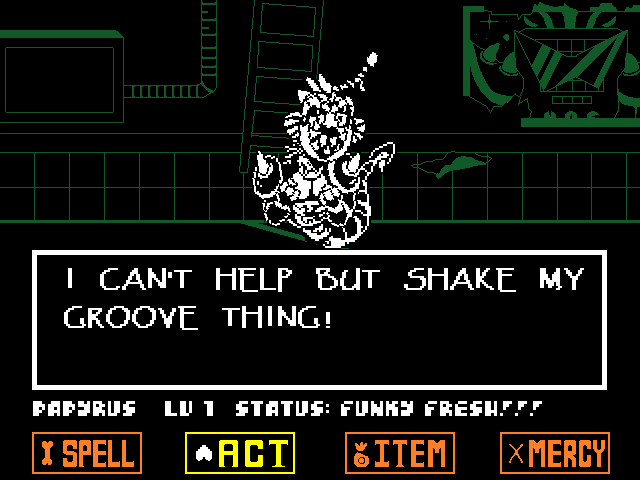 I CAN'T HELP BUT SHAKE MY
GROOVE THING!
PAPYRUS LV 1 STATUS: FUNKY FRESH!!!
SPELL ACT ITEM MERCY